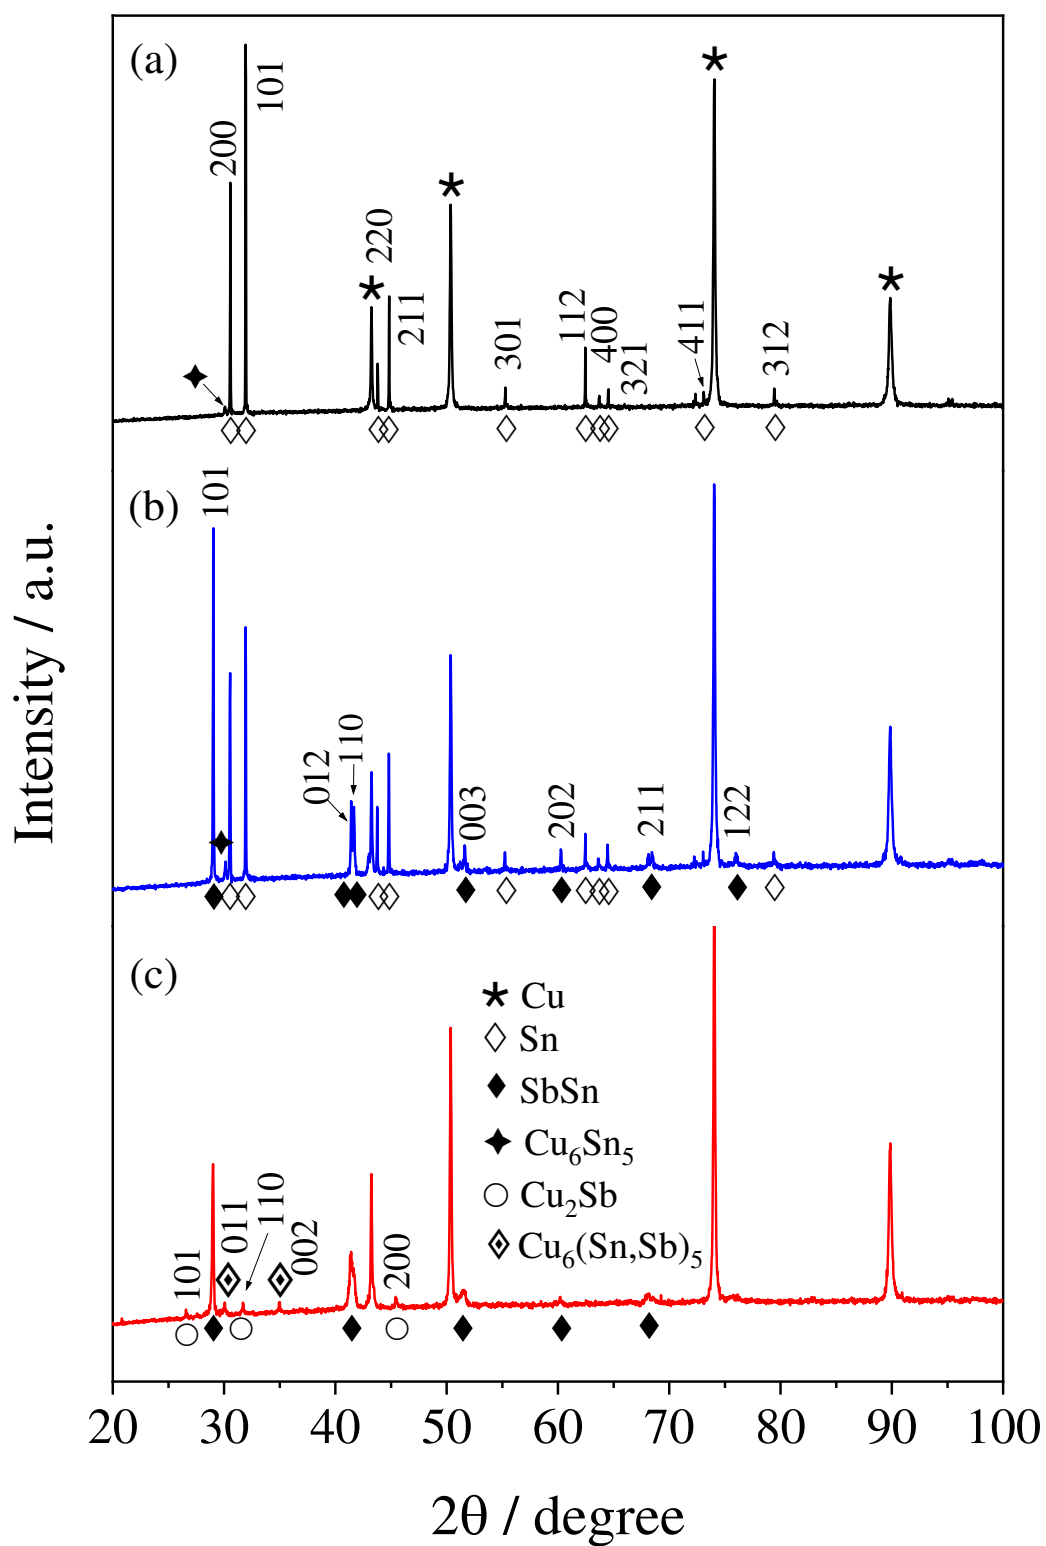 (a)
101
200
220
211
301
112
400
321
411
312
(b)
101
012
110
003
202
211
122
(c)
Cu
Sn
SbSn
Cu₆Sn₅
Cu₂Sb
Cu₆(Sn,Sb)₅
101
011
110
002
200
Intensity / a.u.
20 30 40 50 60 70 80 90 100
2θ / degree